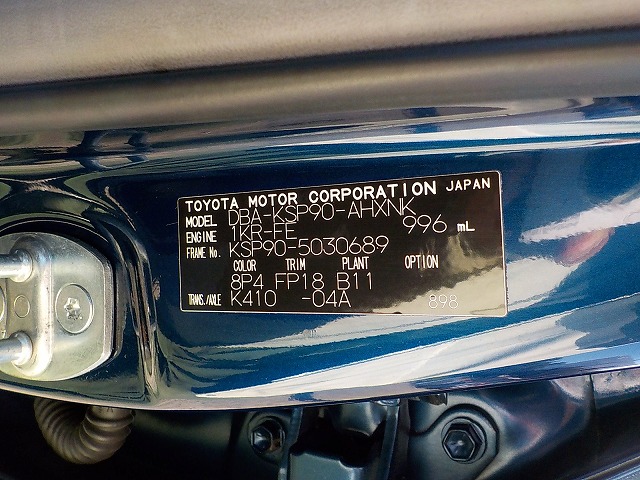 TOYOTA MOTOR CORPORATION JAPAN
MODEL DBA-KSP90-AHXNK
ENGINE 1KR-FE 996 mL
FRAME No. KSP90-5030689
COLOR TRIM PLANT OPTION
8P4 FP18 B11
TRANS./AXLE K410 -04A 898